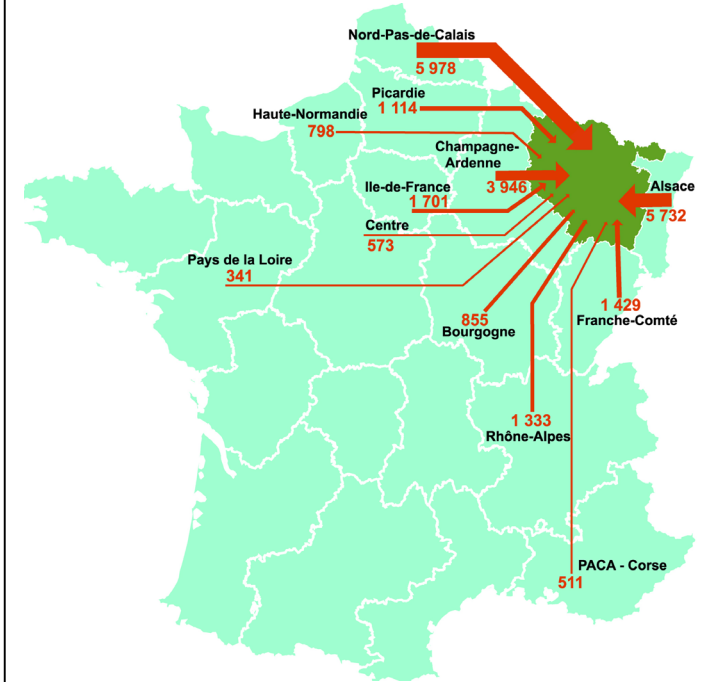 Nord-Pas-de-Calais
5 978
Picardie
1 114
Haute-Normandie
798
Champagne-
Ardenne
3 946
Ile-de-France
1 701
Alsace
5 732
Centre
573
Pays de la Loire
341
855
Bourgogne
1 429
Franche-Comté
1 333
Rhône-Alpes
PACA - Corse
511